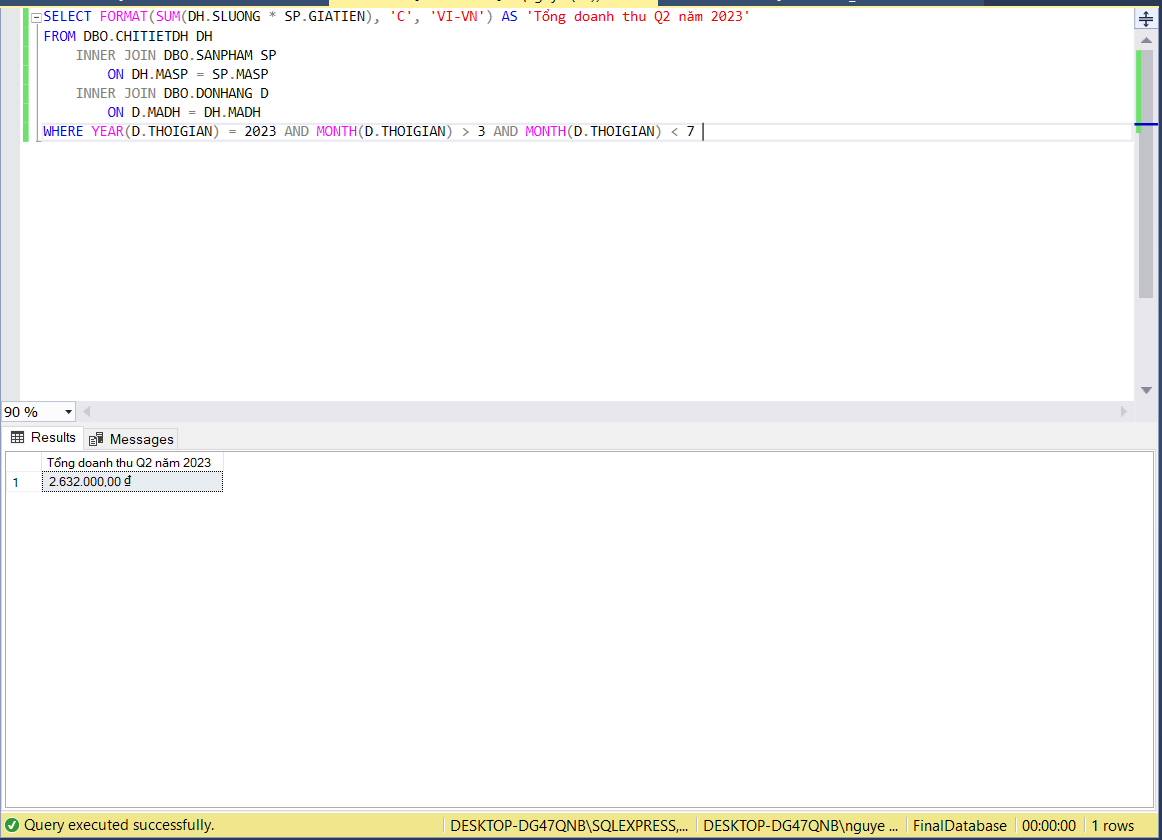 SELECT FORMAT(SUM(DH.SLUONG * SP.GIATIEN), 'C', 'VI-VN') AS 'Tổng doanh thu Q2 năm 2023'
FROM DBO.CHITIETDH DH
INNER JOIN DBO.SANPHAM SP
ON DH.MASP = SP.MASP
INNER JOIN DBO.DONHANG D
ON D.MADH = DH.MADH
WHERE YEAR(D.THOIGIAN) = 2023 AND MONTH(D.THOIGIAN) > 3 AND MONTH(D.THOIGIAN) < 7
90 %
Results Messages
Tổng doanh thu Q2 năm 2023
1 2.632.000,00 ₫
Query executed successfully. DESKTOP-DG47QNB\SQLEXPRESS,... DESKTOP-DG47QNB\nguye ... FinalDatabase 00:00:00 1 rows